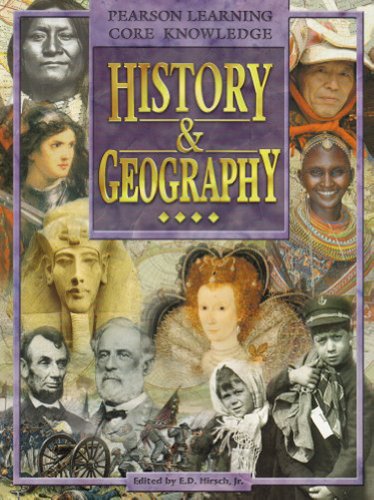 PEARSON LEARNING
CORE KNOWLEDGE
HISTORY
&
GEOGRAPHY
Edited by E.D. Hirsch, Jr.